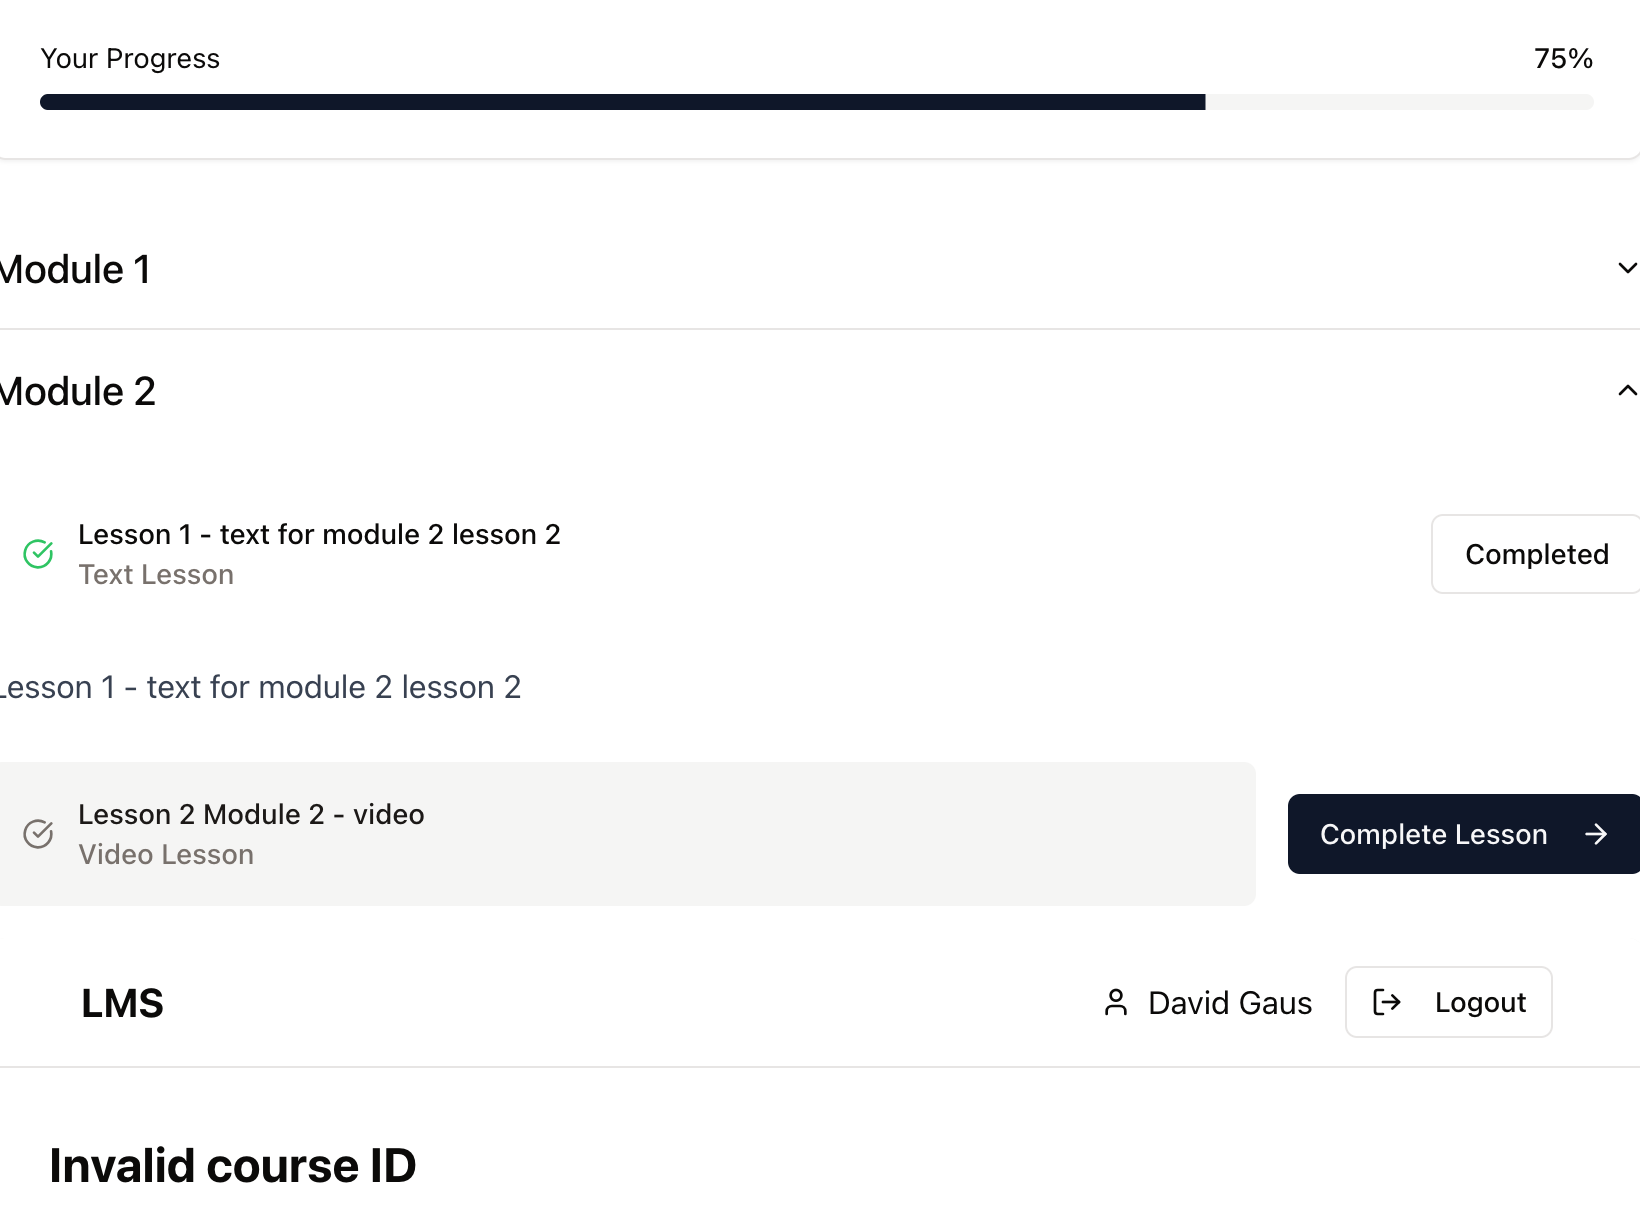 Your Progress 75%
Module 1
Module 2
Lesson 1 - text for module 2 lesson 2
Text Lesson
Completed
Lesson 1 - text for module 2 lesson 2
Lesson 2 Module 2 - video
Video Lesson
Complete Lesson
LMS David Gaus Logout
Invalid course ID